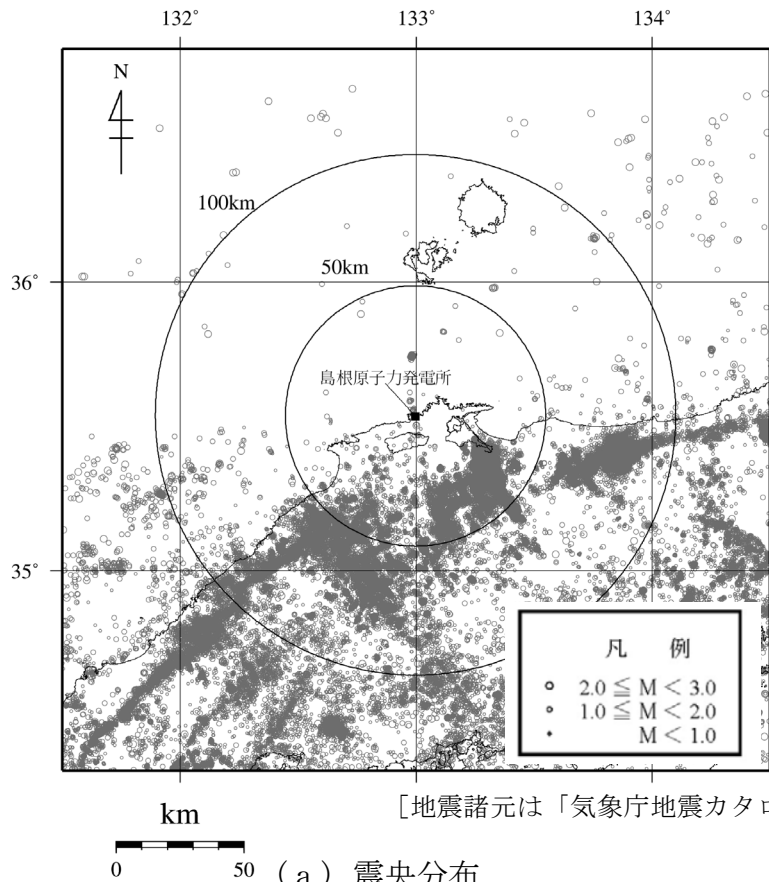 132° 133° 134°
N
100km
50km
36°
島根原子力発電所
35°
凡 例
2.0 ≦ M < 3.0
1.0 ≦ M < 2.0
M < 1.0
[地震諸元は「気象庁地震カタロ
km
0 50
(a) 震央分布